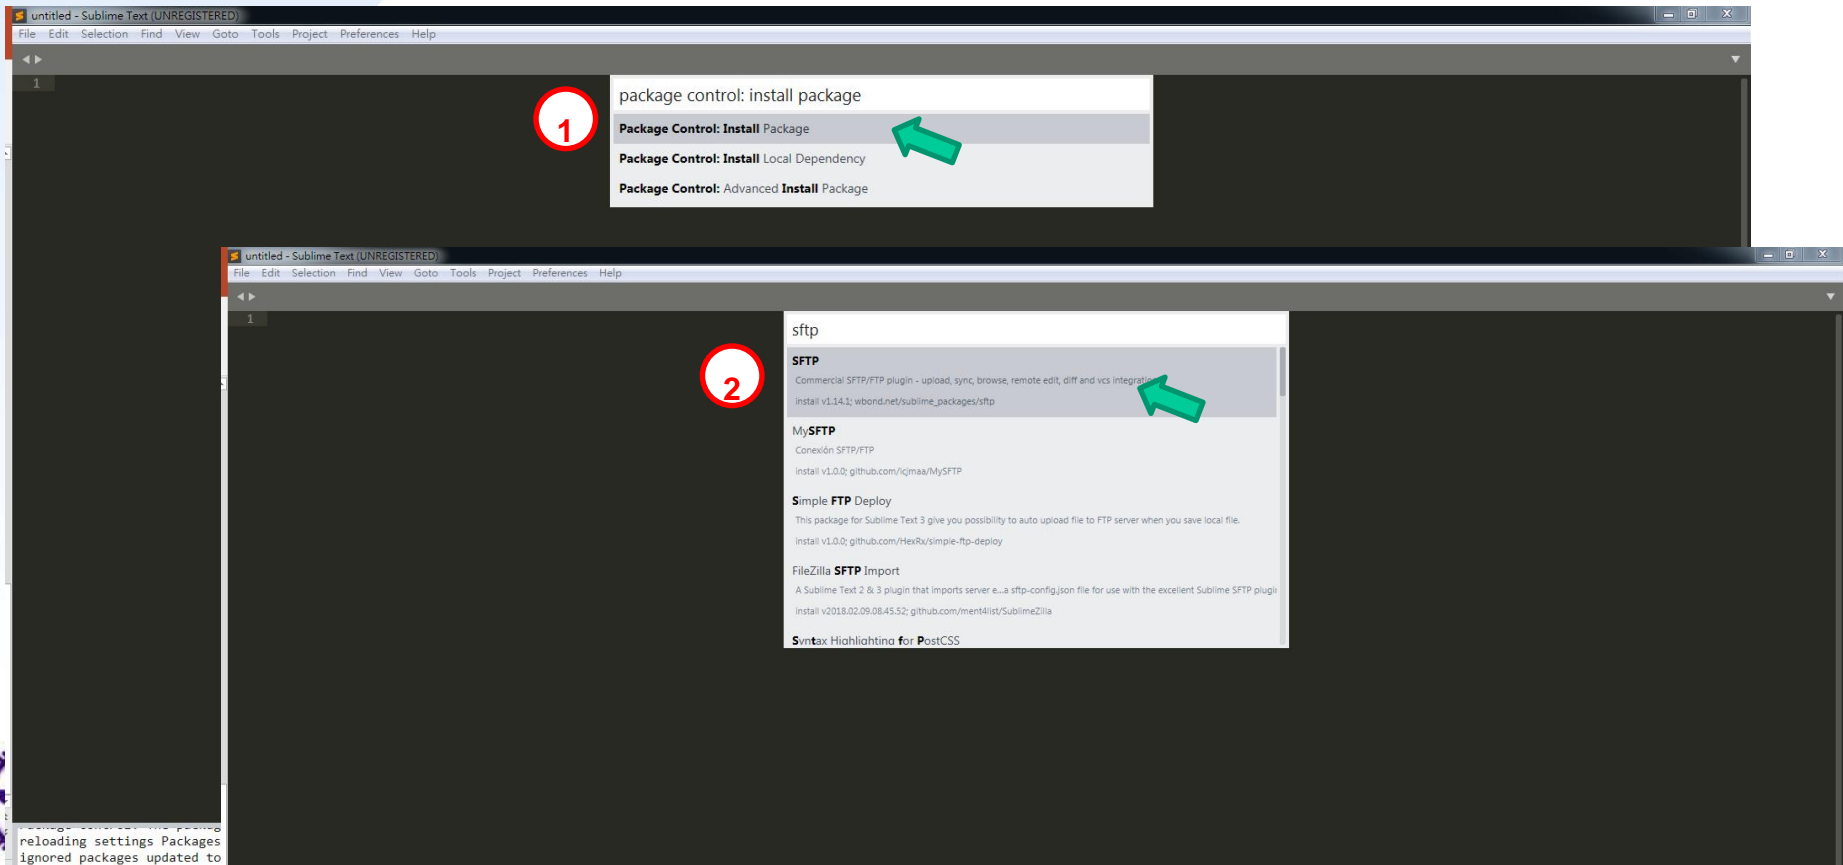 untitled - Sublime Text (UNREGISTERED)
File Edit Selection Find View Goto Tools Project Preferences Help
1
package control: install package
1
Package Control: Install Package
Package Control: Install Local Dependency
Package Control: Advanced Install Package
untitled - Sublime Text (UNREGISTERED)
File Edit Selection Find View Goto Tools Project Preferences Help
1
sftp
2
SFTP
Commercial SFTP/FTP plugin - upload, sync, browse, remote edit, diff and vcs integration
install v1.14.1; wbond.net/sublime_packages/sftp
MySFTP
Conexión SFTP/FTP
install v1.0.0; github.com/icjmaa/MySFTP
Simple FTP Deploy
This package for Sublime Text 3 give you possibility to auto upload file to FTP server when you save local file.
install v1.0.0; github.com/HexRx/simple-ftp-deploy
FileZilla SFTP Import
A Sublime Text 2 & 3 plugin that imports server e...a sftp-config.json file for use with the excellent Sublime SFTP plugi
install v2018.02.09.08.45.52; github.com/ment4list/SublimeZilla
Syntax Highlighting for PostCSS
reloading settings Packages
ignored packages updated to